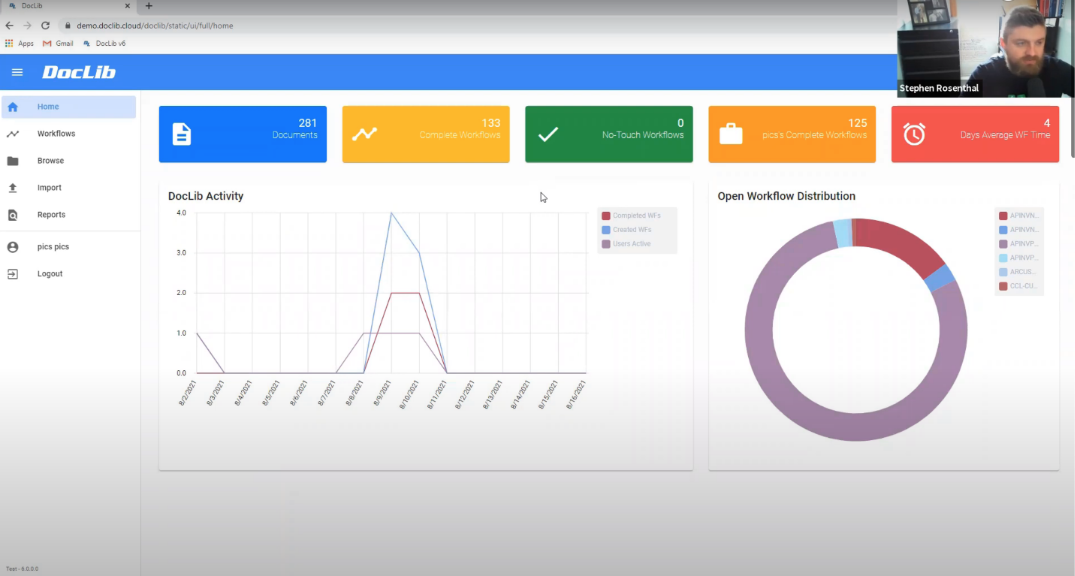 DocLib
demo.doclib.cloud/doclib/static/ui/full/home
Apps
Gmail
DocLib v6
DocLib
Stephen Rosenthal
Home
Workflows
Browse
Import
Reports
pics pics
Logout
281
Documents
133
Complete Workflows
0
No-Touch Workflows
125
pics's Complete Workflows
4
Days Average WF Time
DocLib Activity
4.0
3.0
2.0
1.0
0.0
8/2/2021
8/3/2021
8/4/2021
8/5/2021
8/6/2021
8/7/2021
8/8/2021
8/9/2021
8/10/2021
8/11/2021
8/12/2021
8/13/2021
8/14/2021
8/15/2021
8/16/2021
Completed WFs
Created WFs
Users Active
Open Workflow Distribution
APINVN...
APINVN...
APINVP...
APINVP...
ARCUS...
CCL-CU...
Test - 6.0.0.0